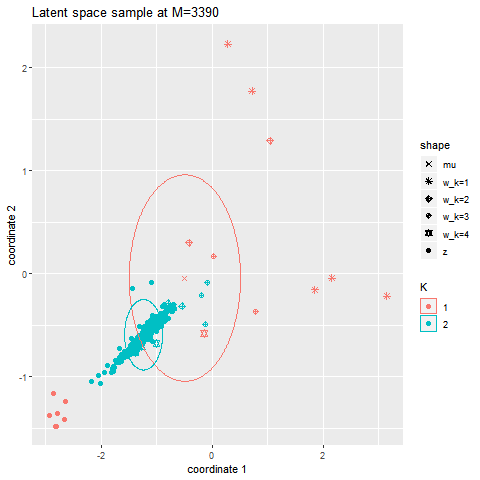 Latent space sample at M=3390
2
1
0
-1
coordinate 2
-2
0
2
coordinate 1
shape
mu
w_k=1
w_k=2
w_k=3
w_k=4
z
K
1
2